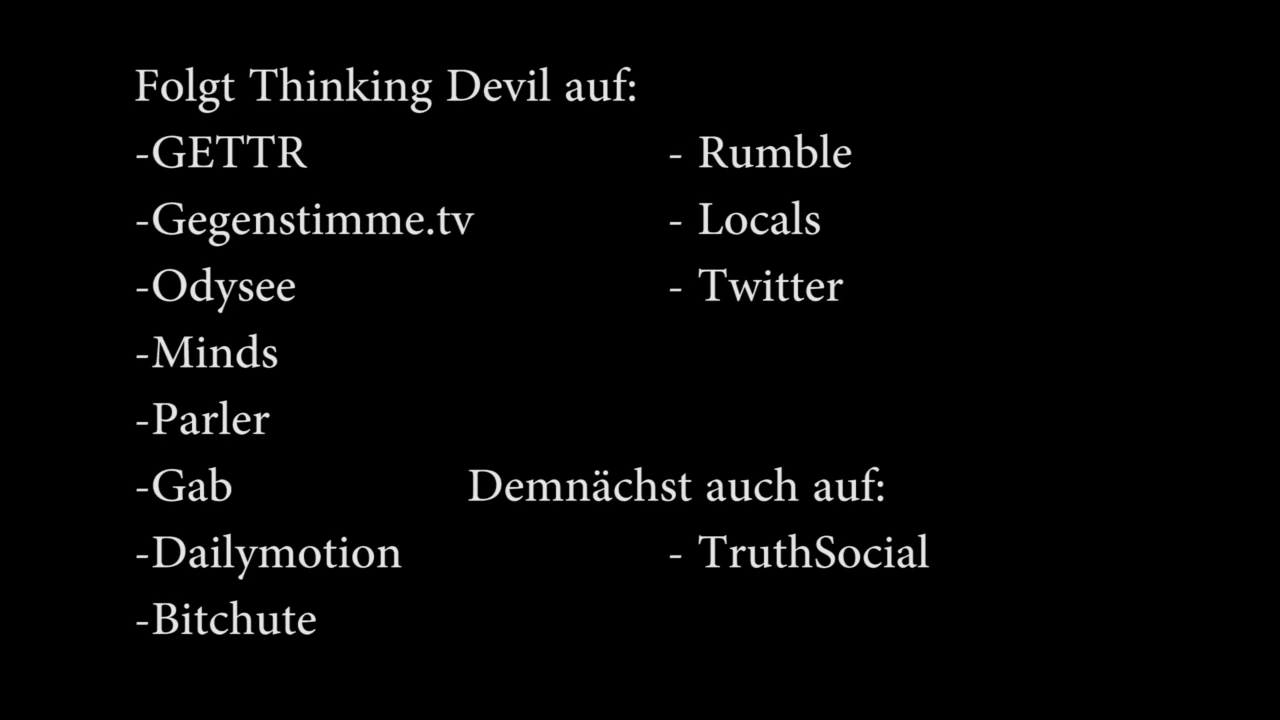 Folgt Thinking Devil auf:
-GETTR - Rumble
-Gegenstimme.tv - Locals
-Odysee - Twitter
-Minds
-Parler
-Gab Demnächst auch auf:
-Dailymotion - TruthSocial
-Bitchute